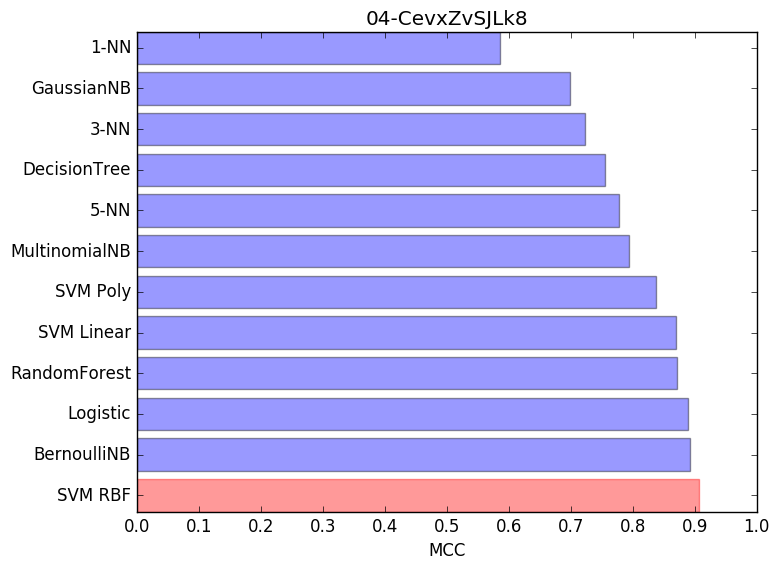 04-CevxZvSJLk8
1-NN
GaussianNB
3-NN
DecisionTree
5-NN
MultinomialNB
SVM Poly
SVM Linear
RandomForest
Logistic
BernoulliNB
SVM RBF
0.0 0.1 0.2 0.3 0.4 0.5 0.6 0.7 0.8 0.9 1.0
MCC